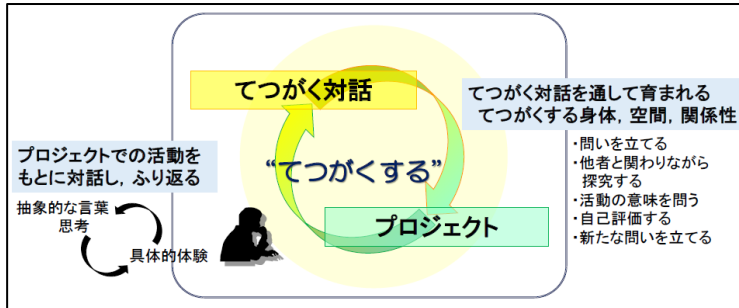 てつがく対話
てつがく対話を通して育まれる
てつがくする身体，空間，関係性
プロジェクトでの活動を
もとに対話し，ふり返る
“てつがくする”
・問いを立てる
・他者と関わりながら
探究する
・活動の意味を問う
・自己評価する
・新たな問いを立てる
抽象的な言葉
思考
具体的体験
プロジェクト